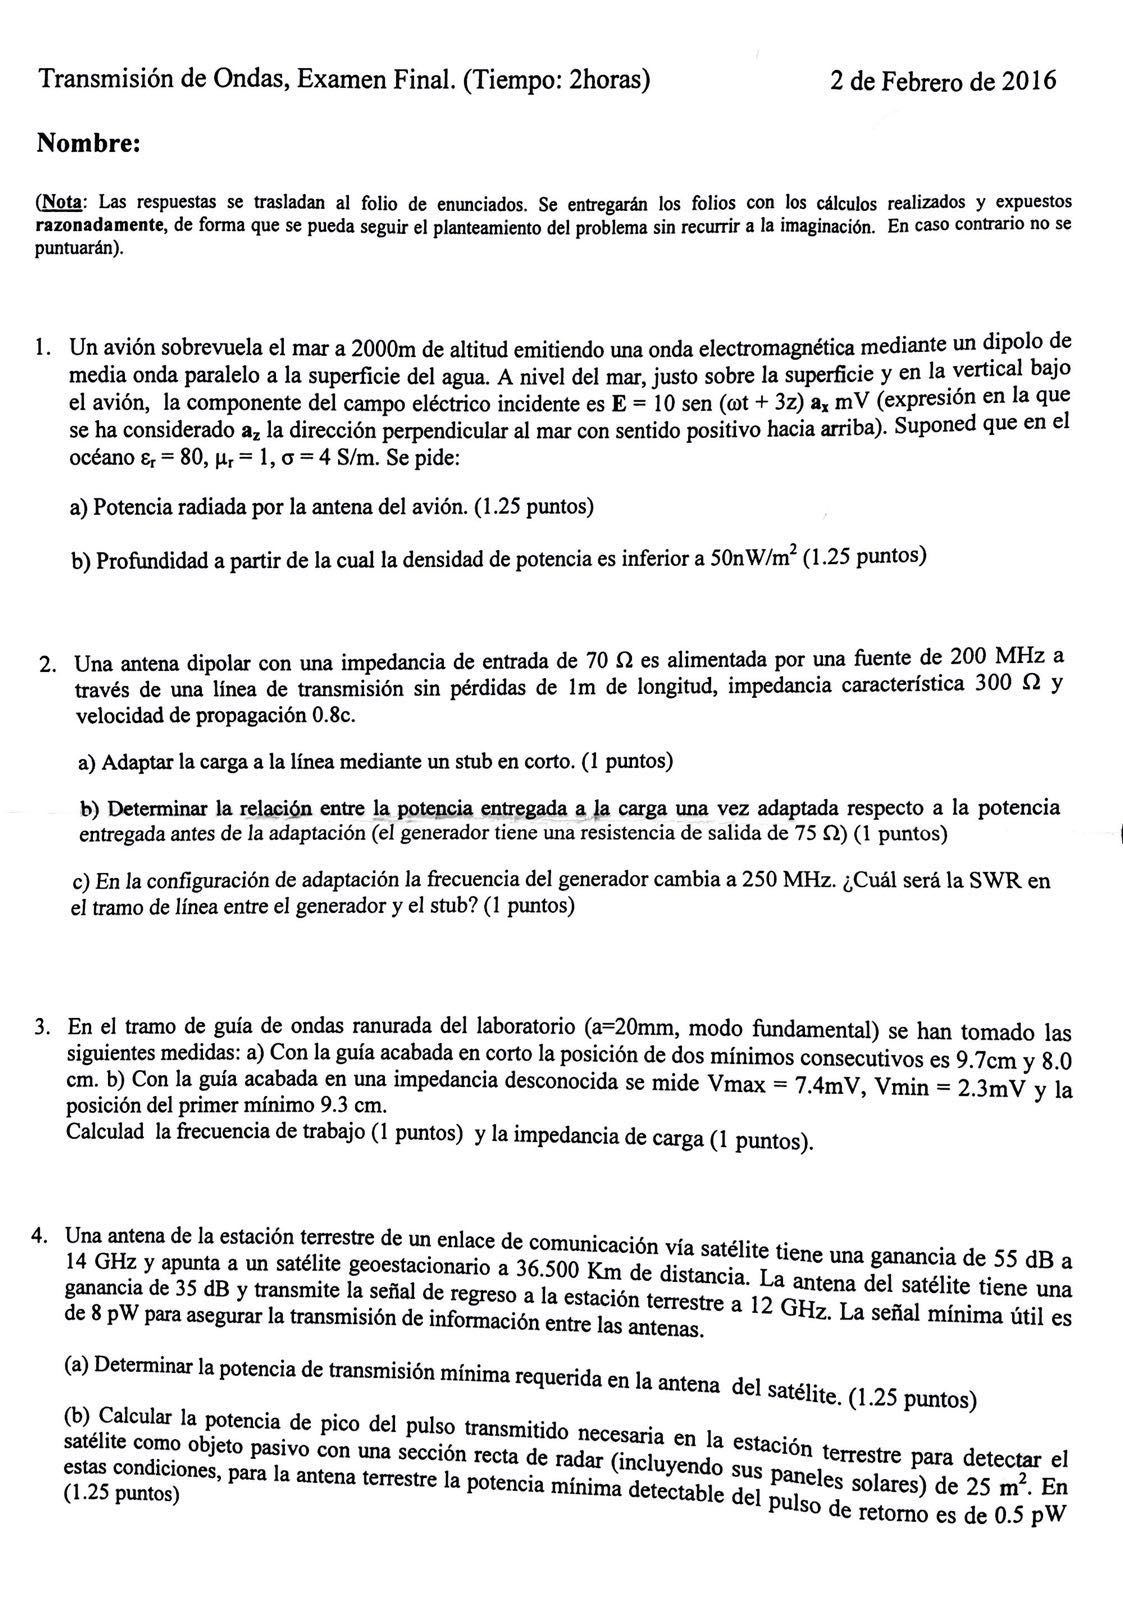 Transmisión de Ondas, Examen Final. (Tiempo: 2horas) 2 de Febrero de 2016
Nombre:
(Nota: Las respuestas se trasladan al folio de enunciados. Se entregarán los folios con los cálculos realizados y expuestos
razonadamente, de forma que se pueda seguir el planteamiento del problema sin recurrir a la imaginación. En caso contrario no se
puntuarán).
1. Un avión sobrevuela el mar a 2000m de altitud emitiendo una onda electromagnética mediante un dipolo de
media onda paralelo a la superficie del agua. A nivel del mar, justo sobre la superficie y en la vertical bajo
el avión, la componente del campo eléctrico incidente es E = 10 sen (ωt + 3z) aₓ mV (expresión en la que
se ha considerado a_z la dirección perpendicular al mar con sentido positivo hacia arriba). Suponed que en el
océano εᵣ = 80, μᵣ = 1, σ = 4 S/m. Se pide:
a) Potencia radiada por la antena del avión. (1.25 puntos)
b) Profundidad a partir de la cual la densidad de potencia es inferior a 50nW/m² (1.25 puntos)
2. Una antena dipolar con una impedancia de entrada de 70 Ω es alimentada por una fuente de 200 MHz a
través de una línea de transmisión sin pérdidas de 1m de longitud, impedancia característica 300 Ω y
velocidad de propagación 0.8c.
a) Adaptar la carga a la línea mediante un stub en corto. (1 puntos)
b) Determinar la relación entre la potencia entregada a la carga una vez adaptada respecto a la potencia
entregada antes de la adaptación (el generador tiene una resistencia de salida de 75 Ω) (1 puntos)
c) En la configuración de adaptación la frecuencia del generador cambia a 250 MHz. ¿Cuál será la SWR en
el tramo de línea entre el generador y el stub? (1 puntos)
3. En el tramo de guía de ondas ranurada del laboratorio (a=20mm, modo fundamental) se han tomado las
siguientes medidas: a) Con la guía acabada en corto la posición de dos mínimos consecutivos es 9.7cm y 8.0
cm. b) Con la guía acabada en una impedancia desconocida se mide Vmax = 7.4mV, Vmin = 2.3mV y la
posición del primer mínimo 9.3 cm.
Calculad la frecuencia de trabajo (1 puntos) y la impedancia de carga (1 puntos).
4. Una antena de la estación terrestre de un enlace de comunicación vía satélite tiene una ganancia de 55 dB a
14 GHz y apunta a un satélite geoestacionario a 36.500 Km de distancia. La antena del satélite tiene una
ganancia de 35 dB y transmite la señal de regreso a la estación terrestre a 12 GHz. La señal mínima útil es
de 8 pW para asegurar la transmisión de información entre las antenas.
(a) Determinar la potencia de transmisión mínima requerida en la antena del satélite. (1.25 puntos)
(b) Calcular la potencia de pico del pulso transmitido necesaria en la estación terrestre para detectar el
satélite como objeto pasivo con una sección recta de radar (incluyendo sus paneles solares) de 25 m². En
estas condiciones, para la antena terrestre la potencia mínima detectable del pulso de retorno es de 0.5 pW
(1.25 puntos)